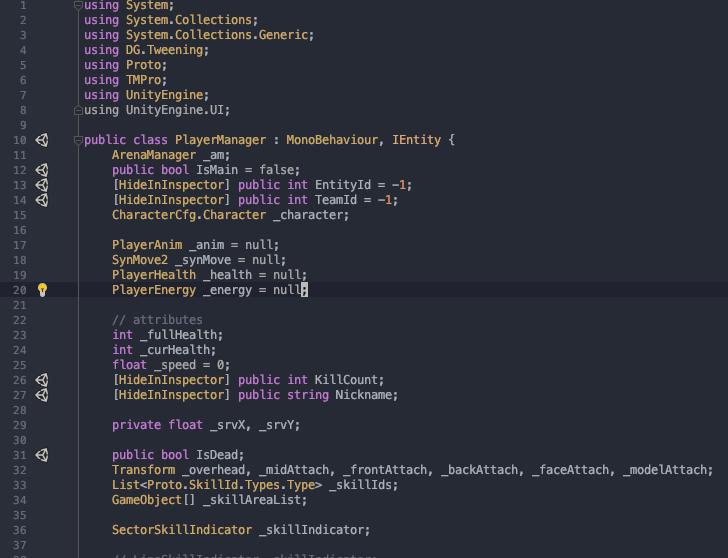 1 using System;
2 using System.Collections;
3 using System.Collections.Generic;
4 using DG.Tweening;
5 using Proto;
6 using TMPro;
7 using UnityEngine;
8 using UnityEngine.UI;
9
10 public class PlayerManager : MonoBehaviour, IEntity {
11 ArenaManager _am;
12 public bool IsMain = false;
13 [HideInInspector] public int EntityId = -1;
14 [HideInInspector] public int TeamId = -1;
15 CharacterCfg.Character _character;
16
17 PlayerAnim _anim = null;
18 SynMove2 _synMove = null;
19 PlayerHealth _health = null;
20 PlayerEnergy _energy = null;
21
22 // attributes
23 int _fullHealth;
24 int _curHealth;
25 float _speed = 0;
26 [HideInInspector] public int KillCount;
27 [HideInInspector] public string Nickname;
28
29 private float _srvX, _srvY;
30
31 public bool IsDead;
32 Transform _overhead, _midAttach, _frontAttach, _backAttach, _faceAttach, _modelAttach;
33 List<Proto.SkillId.Types.Type> _skillIds;
34 GameObject[] _skillAreaList;
35
36 SectorSkillIndicator _skillIndicator;
37